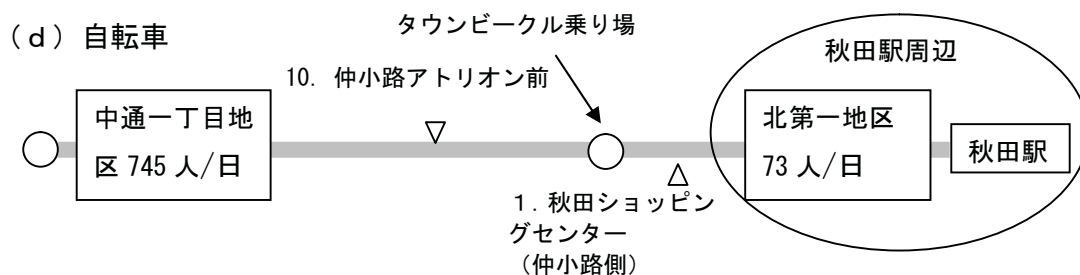 （ｄ）自転車
タウンビークル乗り場
秋田駅周辺
10. 仲小路アトリオン前
中通一丁目地
区 745 人/日
北第一地区
73 人/日
秋田駅
１．秋田ショッピン
グセンター
（仲小路側）